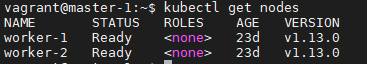 vagrant@master-1:~$ kubectl get nodes
NAME STATUS ROLES AGE VERSION
worker-1 Ready <none> 23d v1.13.0
worker-2 Ready <none> 23d v1.13.0